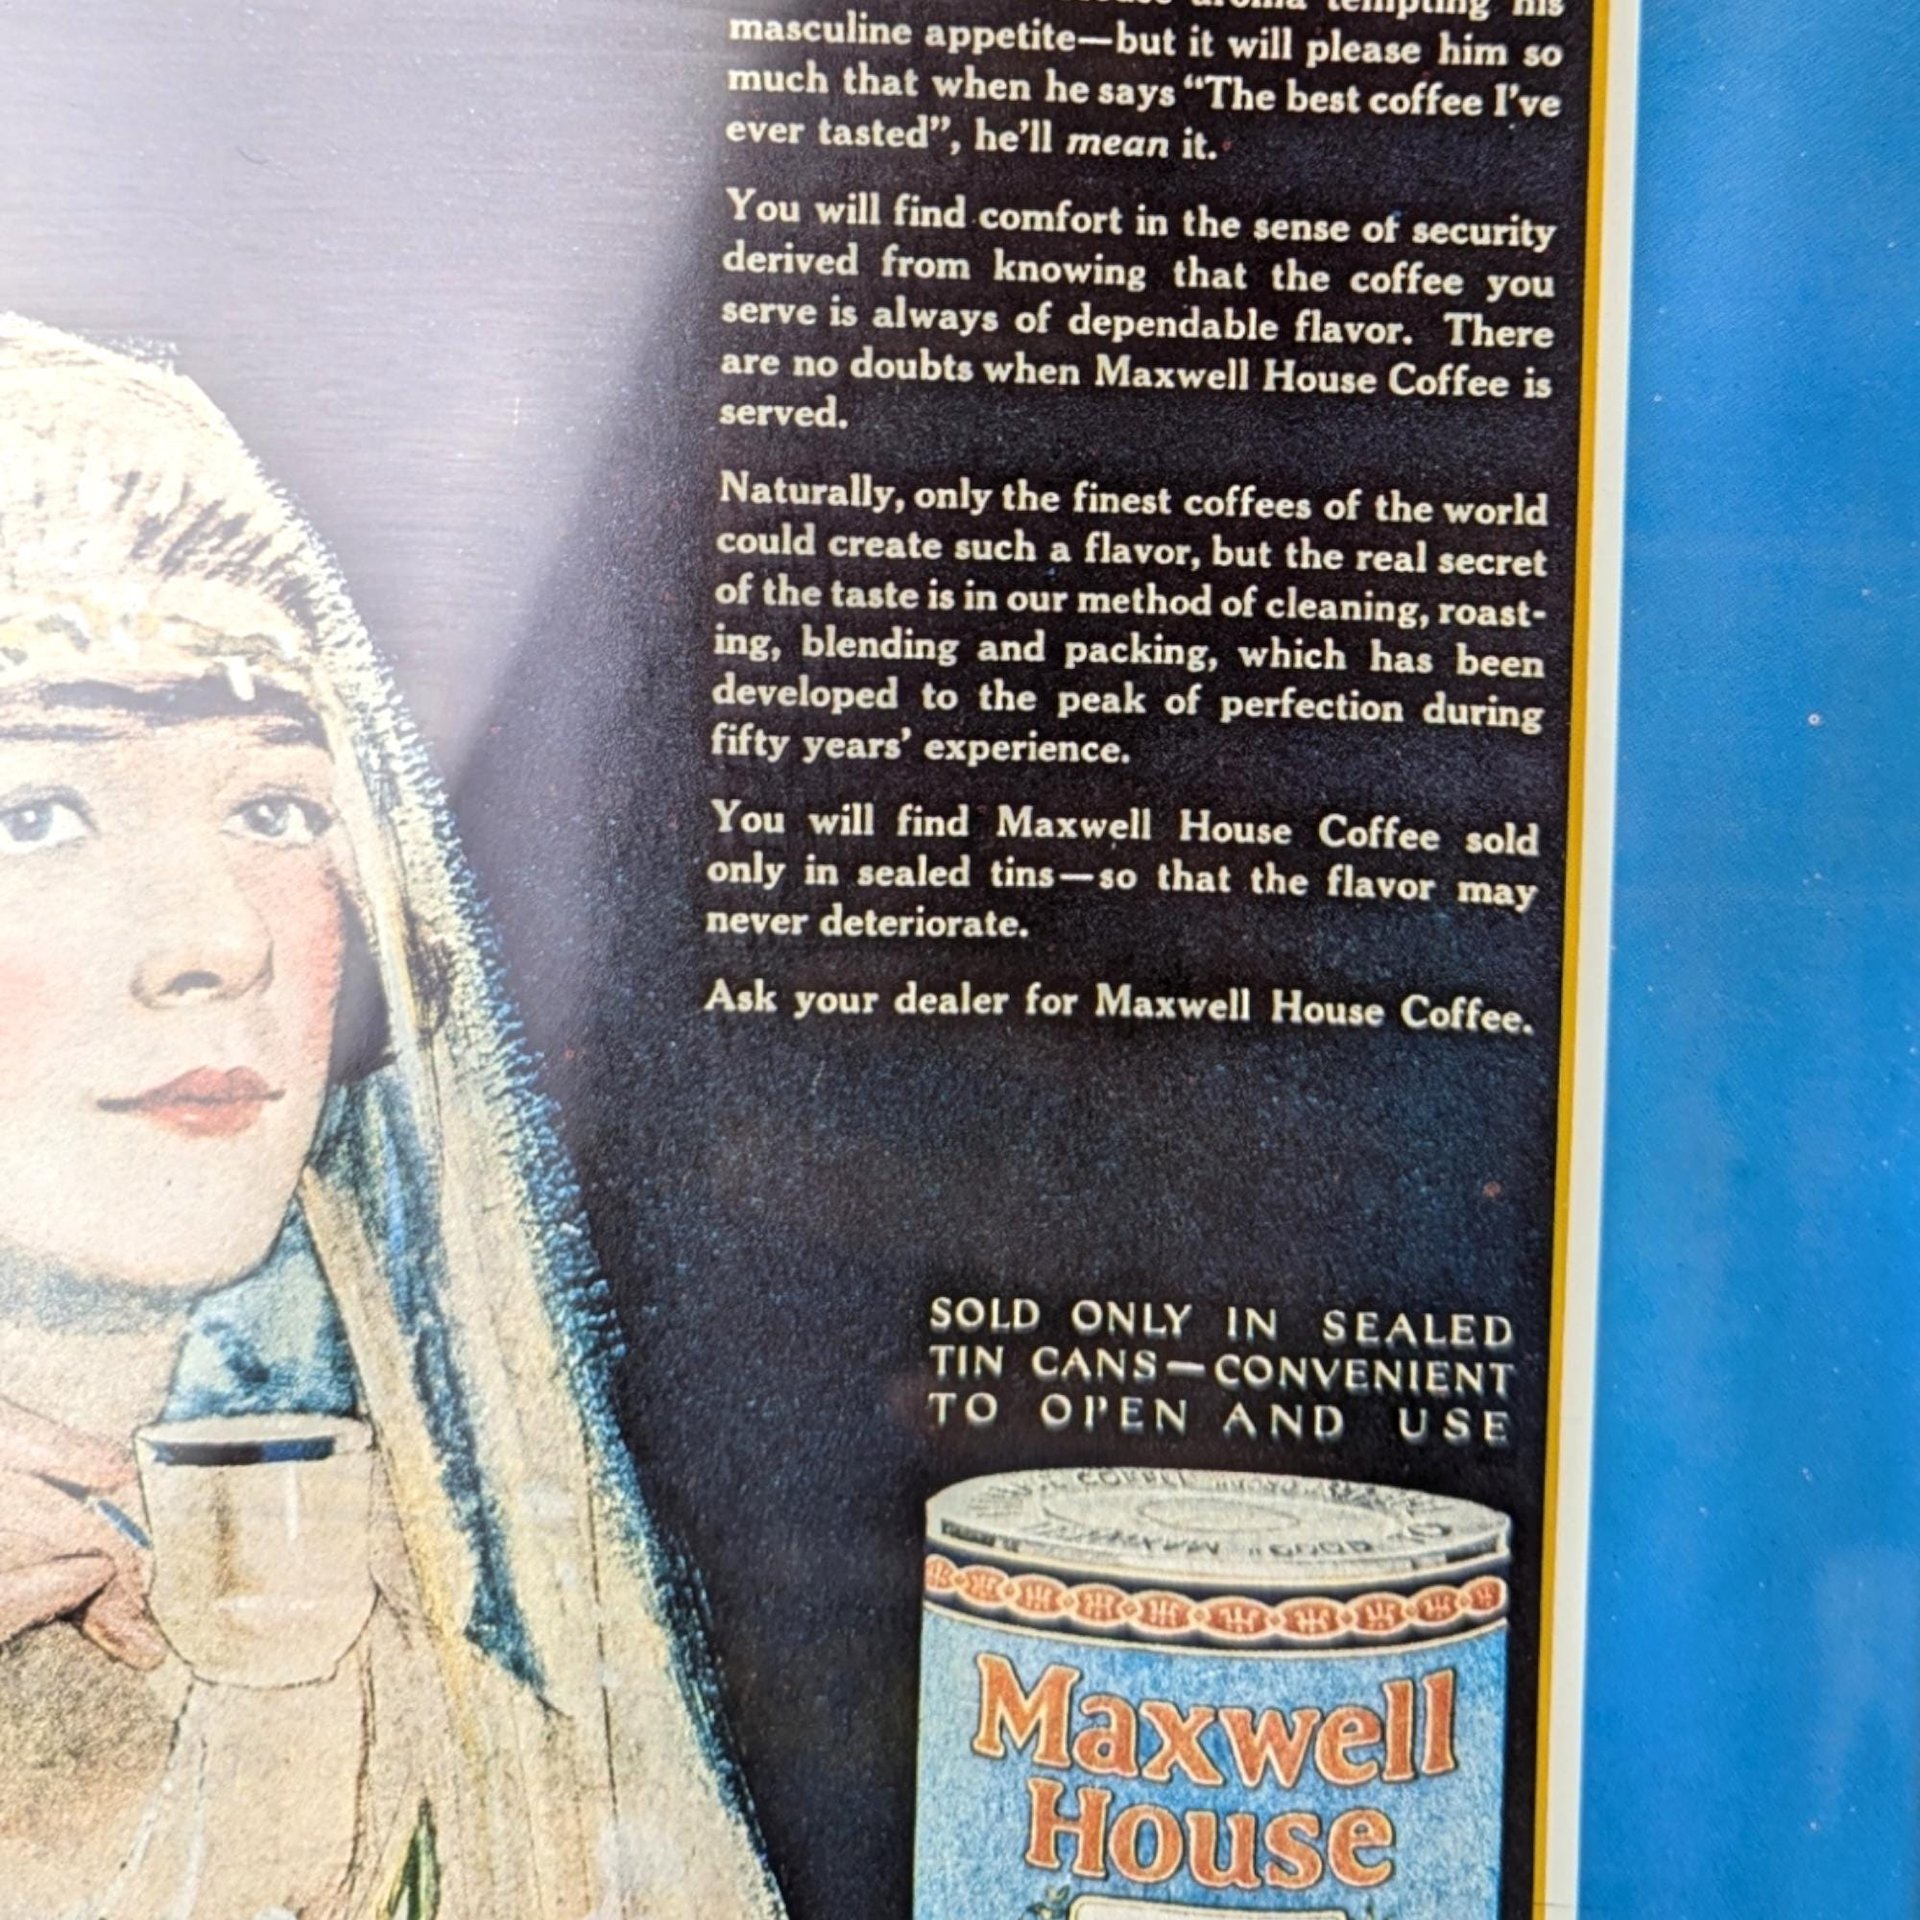 aroma tempting his
masculine appetite—but it will please him so
much that when he says “The best coffee I’ve
ever tasted”, he’ll mean it.
You will find comfort in the sense of security
derived from knowing that the coffee you
serve is always of dependable flavor. There
are no doubts when Maxwell House Coffee is
served.
Naturally, only the finest coffees of the world
could create such a flavor, but the real secret
of the taste is in our method of cleaning, roast-
ing, blending and packing, which has been
developed to the peak of perfection during
fifty years’ experience.
You will find Maxwell House Coffee sold
only in sealed tins—so that the flavor may
never deteriorate.
Ask your dealer for Maxwell House Coffee.
SOLD ONLY IN SEALED
TIN CANS—CONVENIENT
TO OPEN AND USE
Maxwell
House